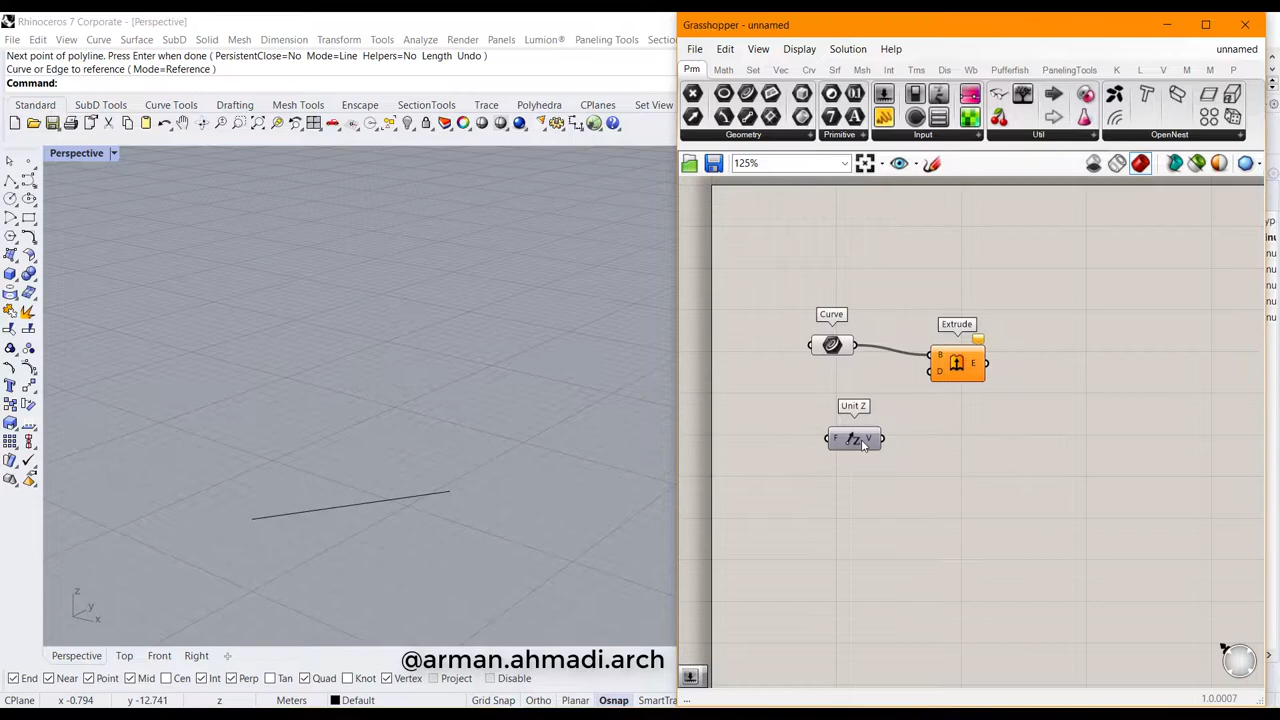 Rhinoceros 7 Corporate - [Perspective]
File Edit View Curve Surface SubD Solid Mesh Dimension Transform Tools Analyze Render Panels Lumion® Paneling Tools
Next point of polyline. Press Enter when done ( PersistentClose=No Mode=Line Helpers=No Length Undo )
Curve or Edge to reference ( Mode=Reference )
Command:
Standard SubD Tools Curve Tools Mesh Tools Enscape SectionTools Trace Polyhedra CPlanes Set View
Perspective
z
y
x
Perspective Top Front Right
@arman.ahmadi.arch
End Near Point Mid Cen Int Perp Tan Quad Knot Vertex Project Disable
CPlane x -0.794 y -12.741 z Meters Default Grid Snap Ortho Planar Osnap
Grasshopper - unnamed
File Edit View Display Solution Help unnamed
Prm Math Set Vec Crv Srf Msh Int Trns Dis Wb Pufferfish PanelingTools K L V M M P
Geometry Primitive Input Util OpenNest
125%
Curve
Extrude
B
D
E
Unit Z
F
Z
V
... 1.0.0007